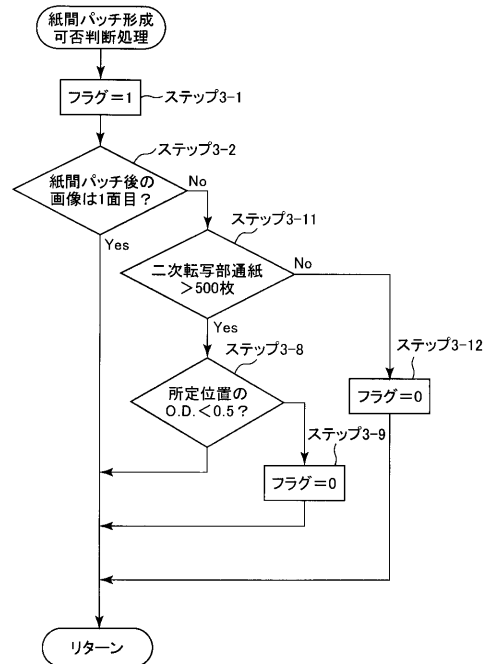 紙間パッチ形成
可否判断処理
フラグ=1
ステップ3-1
ステップ3-2
紙間パッチ後の
画像は1面目?
No
Yes
ステップ3-11
二次転写部通紙
>500枚
No
Yes
ステップ3-12
フラグ=0
ステップ3-8
所定位置の
O.D.<0.5?
ステップ3-9
フラグ=0
リターン